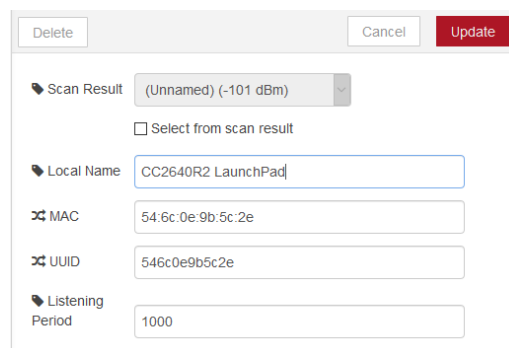 Delete Cancel Update
Scan Result (Unnamed) (-101 dBm)
Select from scan result
Local Name CC2640R2 LaunchPad
MAC 54:6c:0e:9b:5c:2e
UUID 546c0e9b5c2e
Listening
Period 1000